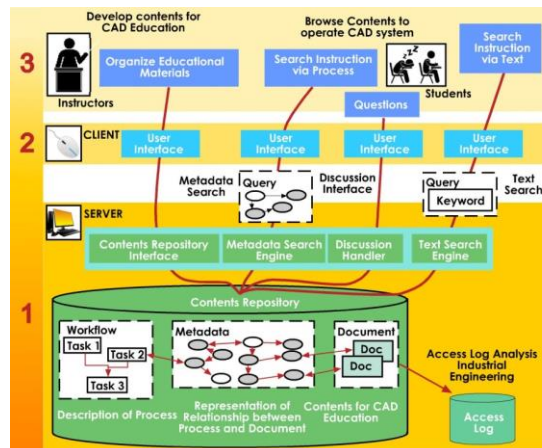 Develop contents for
CAD Education
Browse Contents to
operate CAD system
3
Organize Educational
Materials
Search Instruction
via Process
Search
Instruction
via Text
Instructors
Students
Questions
2
CLIENT
User
Interface
User
Interface
User
Interface
User
Interface
Metadata
Search
Query
Discussion
Interface
Query
Keyword
Text
Search
SERVER
Contents Repository
Interface
Metadata Search
Engine
Discussion
Handler
Text Search
Engine
1
Contents Repository
Workflow
Task 1
Task 2
Task 3
Metadata
Document
Doc
Doc
Description of Process
Representation of
Relationship between
Process and Document
Contents for CAD
Education
Access Log Analysis
Industrial
Engineering
Access
Log